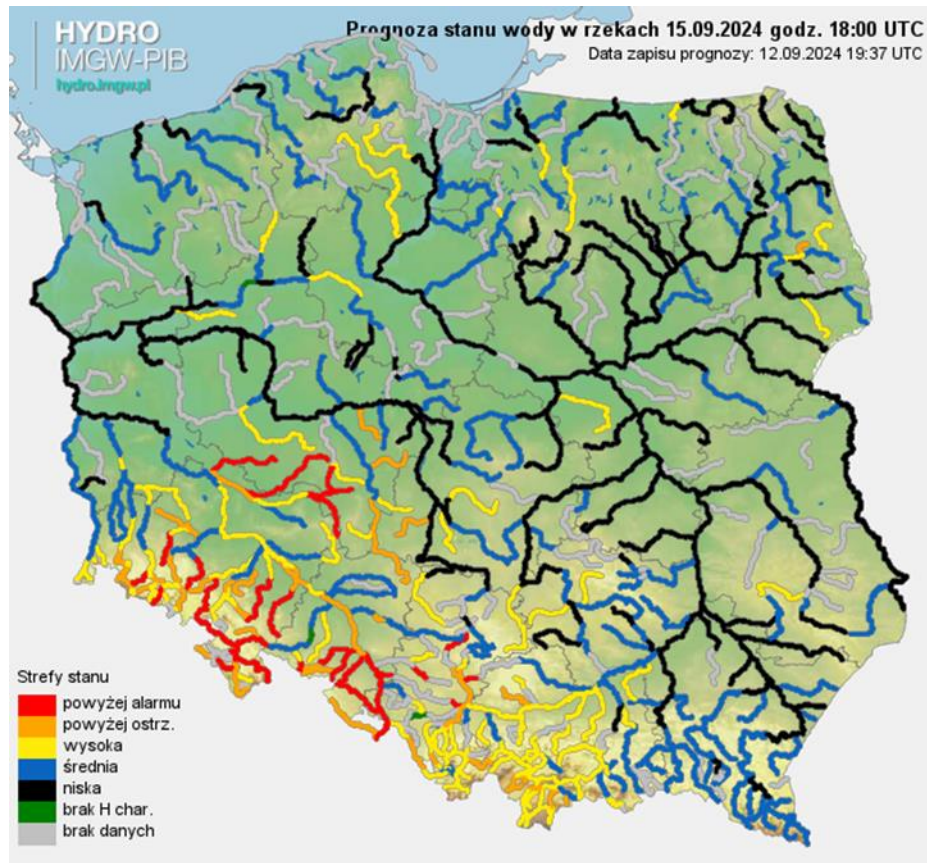 HYDRO
IMGW-PIB
hydro.imgw.pl
Prognoza stanu wody w rzekach 15.09.2024 godz. 18:00 UTC
Data zapisu prognozy: 12.09.2024 19:37 UTC
Strefy stanu
powyżej alarmu
powyżej ostrz.
wysoka
średnia
niska
brak H char.
brak danych